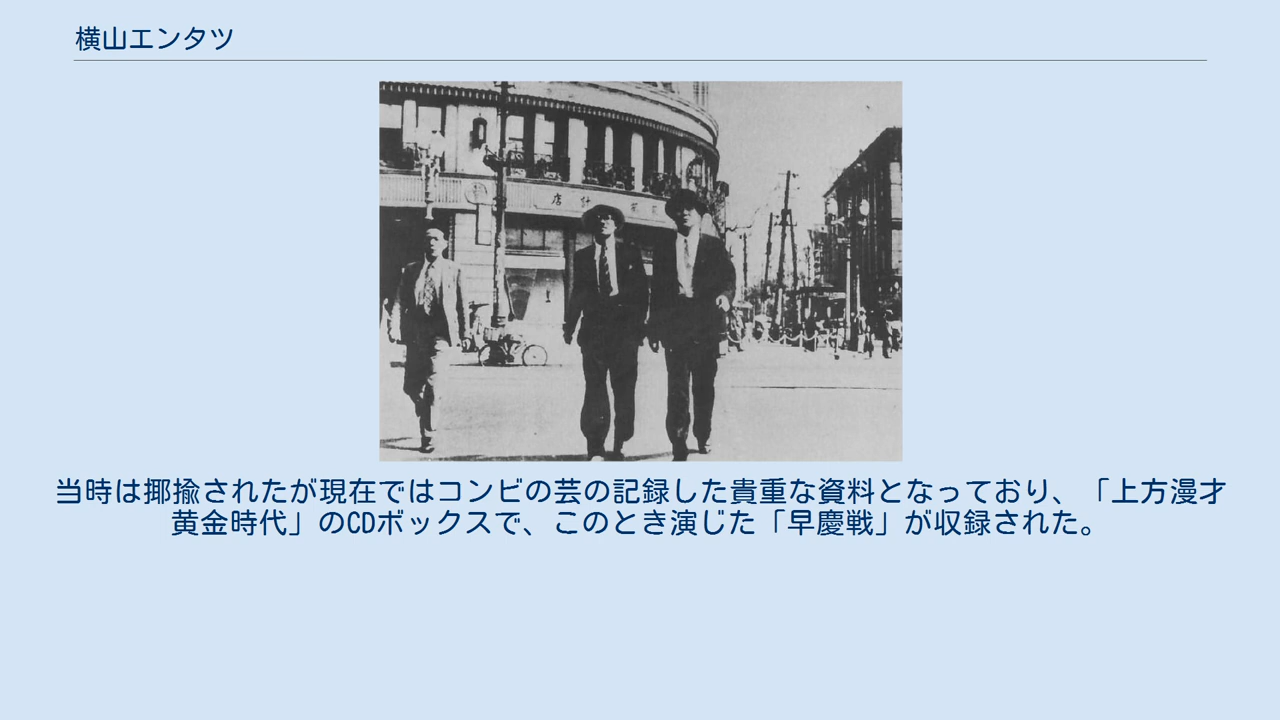 横山エンタツ
店 計
当時は揶揄されたが現在ではコンビの芸の記録した貴重な資料となっており、「上方漫才
黄金時代」のCDボックスで、このとき演じた「早慶戦」が収録された。